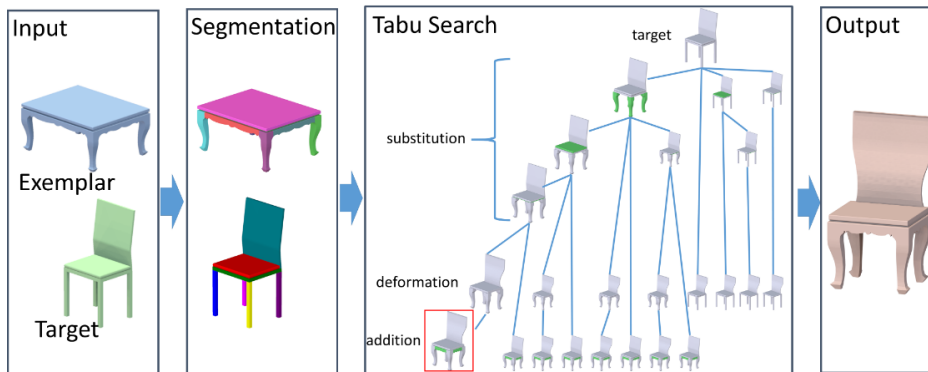 Input
Exemplar
Target
Segmentation
Tabu Search
target
substitution
deformation
addition
Output